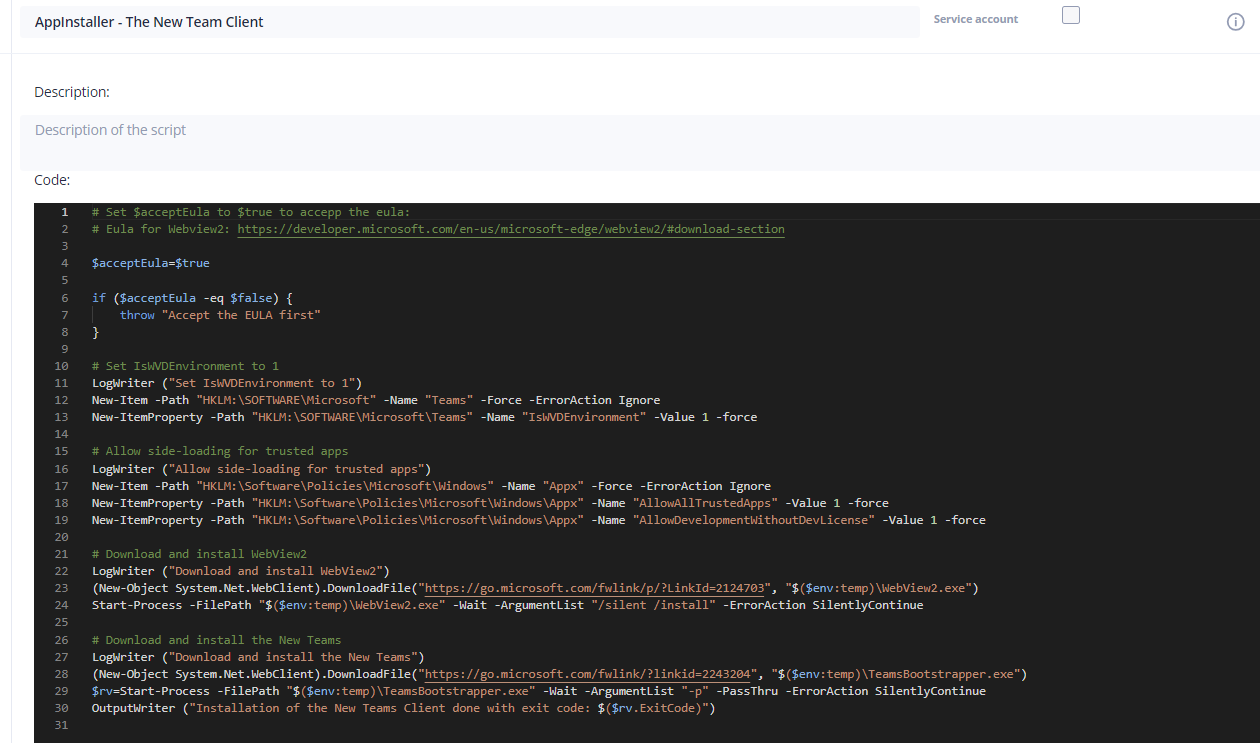 AppInstaller - The New Team Client
Service account
Description:
Description of the script
Code:
1 # Set $acceptEula to $true to accepp the eula:
2 # Eula for Webview2: https://developer.microsoft.com/en-us/microsoft-edge/webview2/#download-section
3
4 $acceptEula=$true
5
6 if ($acceptEula -eq $false) {
7     throw "Accept the EULA first"
8 }
9
10 # Set IsWVDEnvironment to 1
11 LogWriter ("Set IsWVDEnvironment to 1")
12 New-Item -Path "HKLM:\SOFTWARE\Microsoft" -Name "Teams" -Force -ErrorAction Ignore
13 New-ItemProperty -Path "HKLM:\SOFTWARE\Microsoft\Teams" -Name "IsWVDEnvironment" -Value 1 -force
14
15 # Allow side-loading for trusted apps
16 LogWriter ("Allow side-loading for trusted apps")
17 New-Item -Path "HKLM:\Software\Policies\Microsoft\Windows" -Name "Appx" -Force -ErrorAction Ignore
18 New-ItemProperty -Path "HKLM:\Software\Policies\Microsoft\Windows\Appx" -Name "AllowAllTrustedApps" -Value 1 -force
19 New-ItemProperty -Path "HKLM:\Software\Policies\Microsoft\Windows\Appx" -Name "AllowDevelopmentWithoutDevLicense" -Value 1 -force
20
21 # Download and install WebView2
22 LogWriter ("Download and install WebView2")
23 (New-Object System.Net.WebClient).DownloadFile("https://go.microsoft.com/fwlink/p/?LinkId=2124703", "$($env:temp)\WebView2.exe")
24 Start-Process -FilePath "$($env:temp)\WebView2.exe" -Wait -ArgumentList "/silent /install" -ErrorAction SilentlyContinue
25
26 # Download and install the New Teams
27 LogWriter ("Download and install the New Teams")
28 (New-Object System.Net.WebClient).DownloadFile("https://go.microsoft.com/fwlink/?linkid=2243204", "$($env:temp)\TeamsBootstrapper.exe")
29 $rv=Start-Process -FilePath "$($env:temp)\TeamsBootstrapper.exe" -Wait -ArgumentList "-p" -PassThru -ErrorAction SilentlyContinue
30 OutputWriter ("Installation of the New Teams Client done with exit code: $($rv.ExitCode)")
31